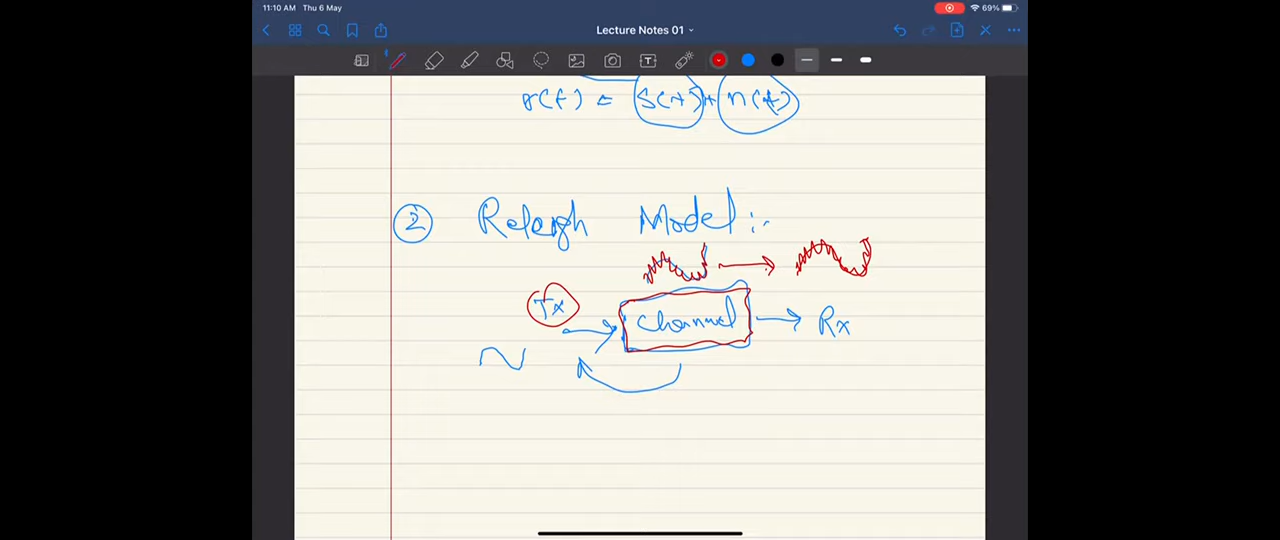 11:10 AM Thu 6 May
69%
Lecture Notes 01
r(t) = s(t) + n(t)
② Releigh Model :-
Tx
channel
Rx